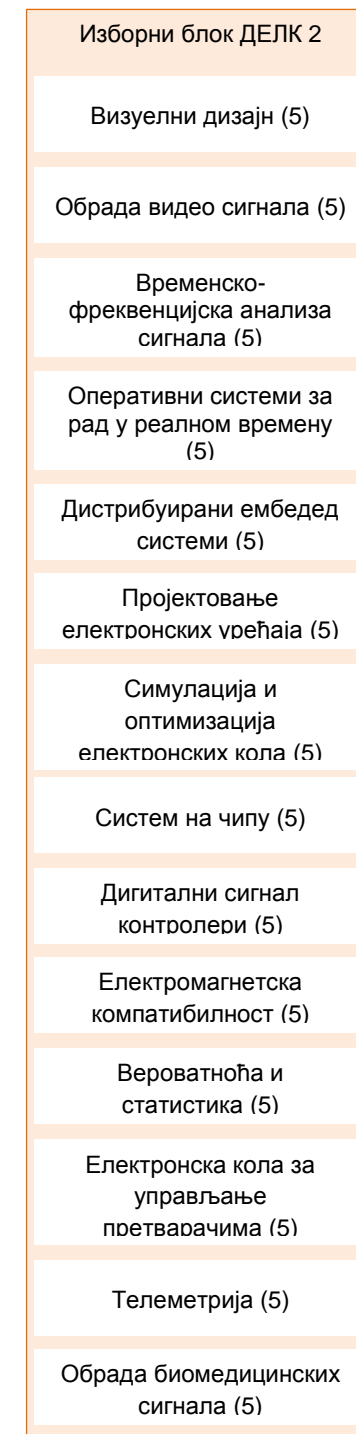 Изборни блок ДЕЛК 2
Визуелни дизајн (5)
Обрада видео сигнала (5)
Временско-
фреквенцијска анализа
сигнала (5)
Оперативни системи за
рад у реалном времену
(5)
Дистрибуирани ембедед
системи (5)
Пројектовање
електронских уређаја (5)
Симулација и
оптимизација
електронских кола (5)
Систем на чипу (5)
Дигитални сигнал
контролери (5)
Електромагнетска
компатибилност (5)
Вероватноћа и
статистика (5)
Електронска кола за
управљање
претварачима (5)
Телеметрија (5)
Обрада биомедицинских
сигнала (5)